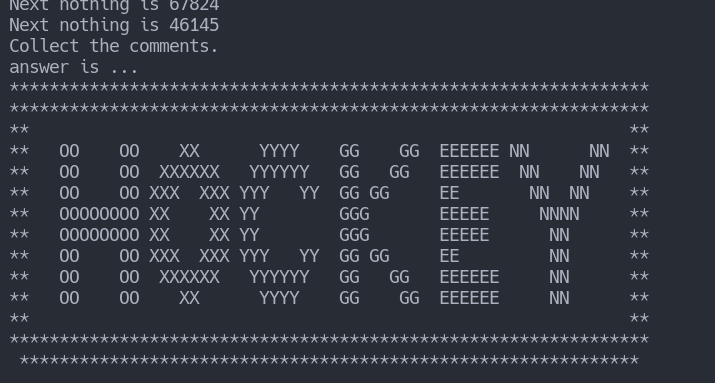 Next nothing is 67824
Next nothing is 46145
Collect the comments.
answer is ...
****************************************************************
****************************************************************
**                                                            **
**   OO    OO    XX      YYYY    GG    GG  EEEEEE NN      NN  **
**   OO    OO  XXXXXX   YYYYYY   GG   GG   EEEEEE  NN    NN   **
**   OO    OO XXX  XXX YYY   YY  GG GG     EE       NN  NN    **
**   OOOOOOOO XX    XX YY        GGG       EEEEE     NNNN     **
**   OOOOOOOO XX    XX YY        GGG       EEEEE      NN      **
**   OO    OO XXX  XXX YYY   YY  GG GG     EE         NN      **
**   OO    OO  XXXXXX   YYYYYY   GG   GG   EEEEEE     NN      **
**   OO    OO    XX      YYYY    GG    GG  EEEEEE     NN      **
**                                                            **
****************************************************************
 **************************************************************